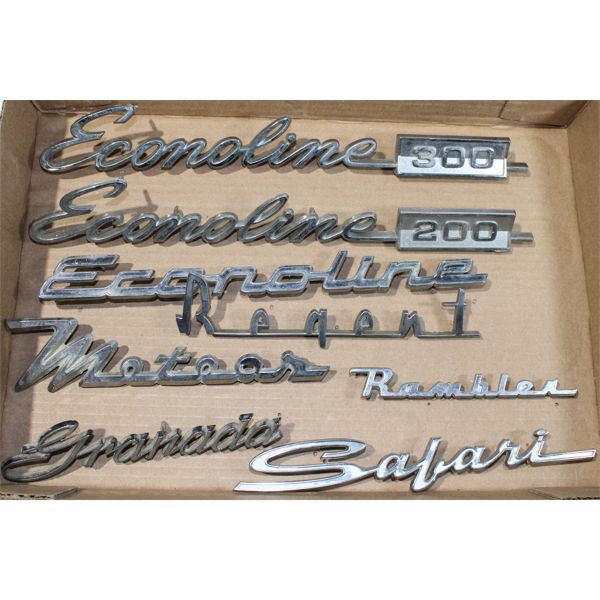 Econoline 300
Econoline 200
Econoline
Regent
Meteor
Rambler
Granada
Safari